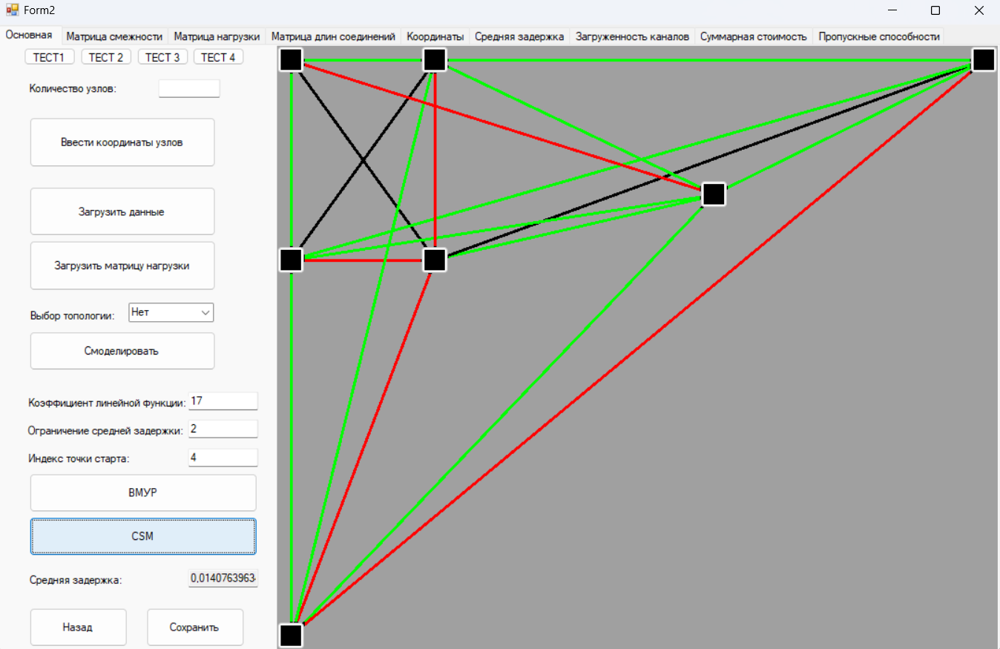 Form2
Основная Матрица смежности Матрица нагрузки Матрица длин соединений Координаты Средняя задержка Загруженность каналов Суммарная стоимость Пропускные способности
ТЕСТ1 ТЕСТ 2 ТЕСТ 3 ТЕСТ 4
Количество узлов:
Ввести координаты узлов
Загрузить данные
Загрузить матрицу нагрузки
Выбор топологии: Нет
Смоделировать
Коэффициент линейной функции: 17
Ограничение средней задержки: 2
Индекс точки старта: 4
ВМУР
CSM
Средняя задержка: 0,014076396
Назад Сохранить